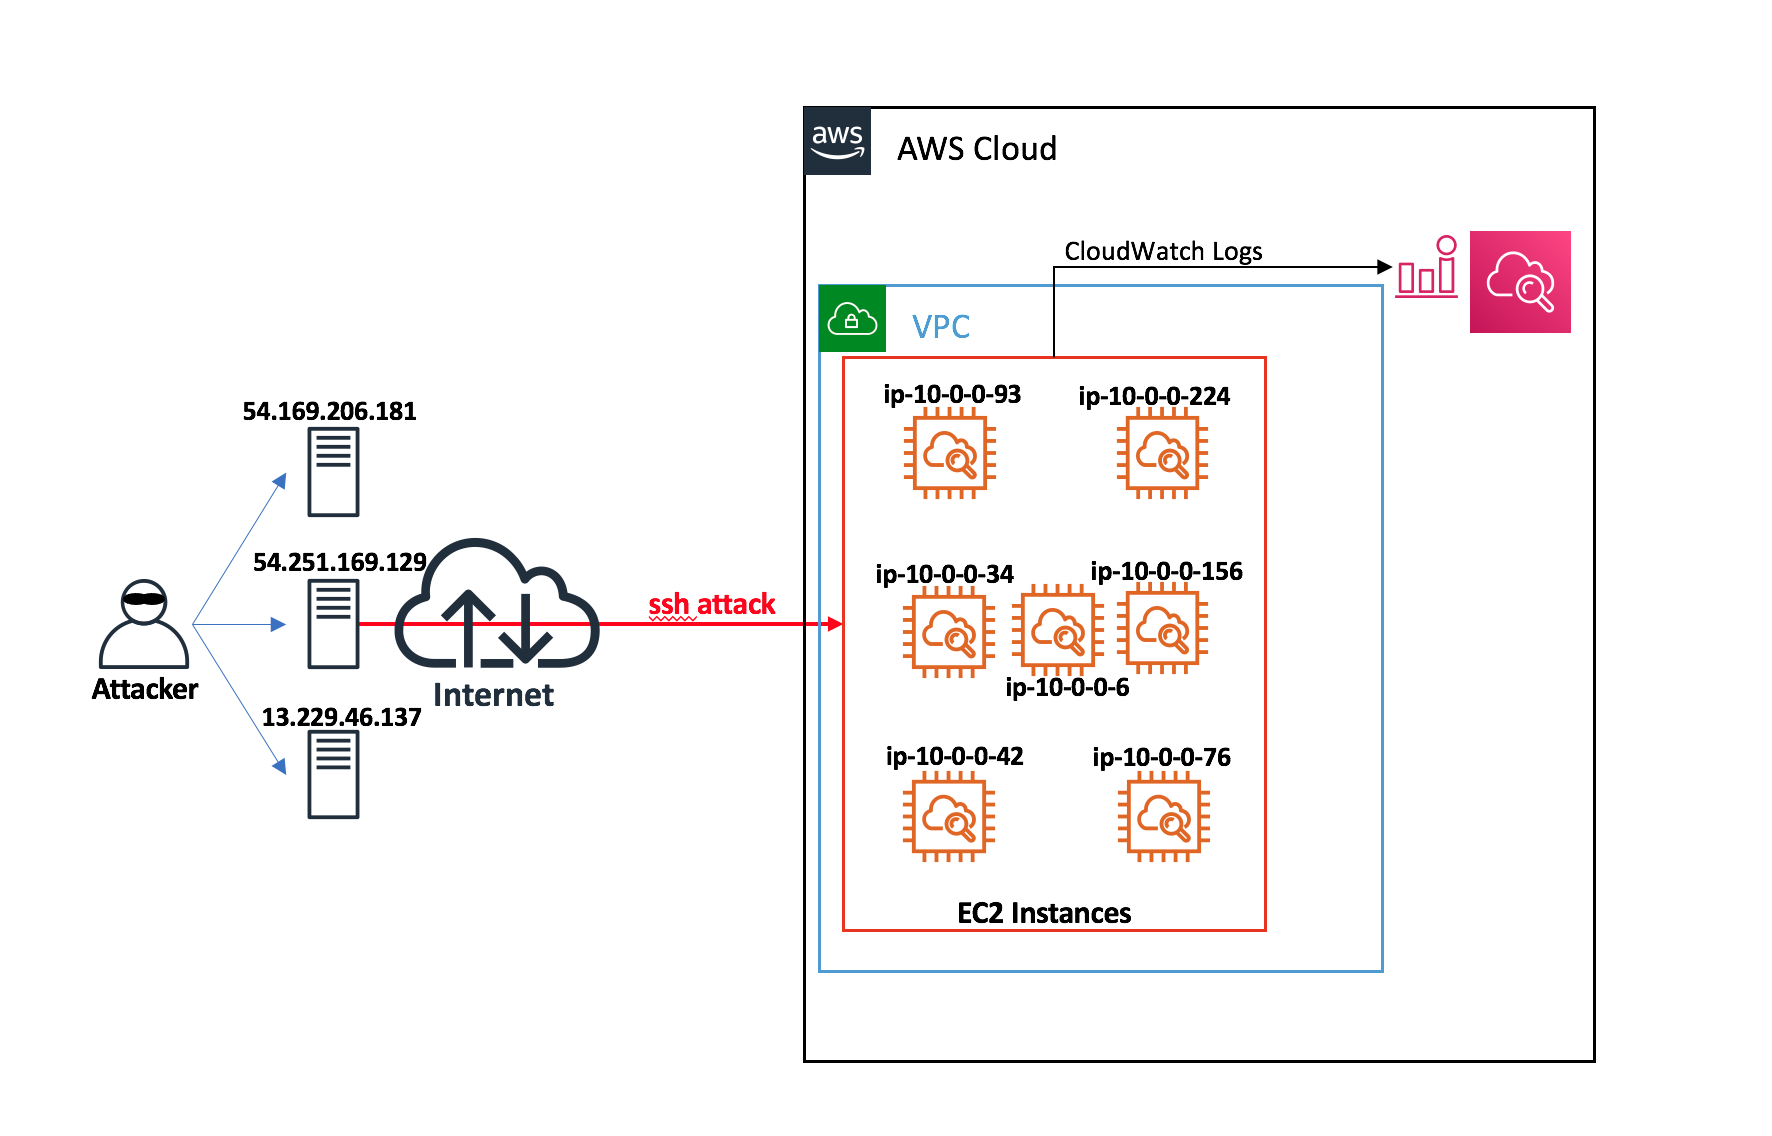 aws
AWS Cloud
CloudWatch Logs
VPC
ip-10-0-0-93
ip-10-0-0-224
54.169.206.181
54.251.169.129
ip-10-0-0-34
ip-10-0-0-156
ssh attack
Attacker
Internet
ip-10-0-0-6
13.229.46.137
ip-10-0-0-42
ip-10-0-0-76
EC2 Instances